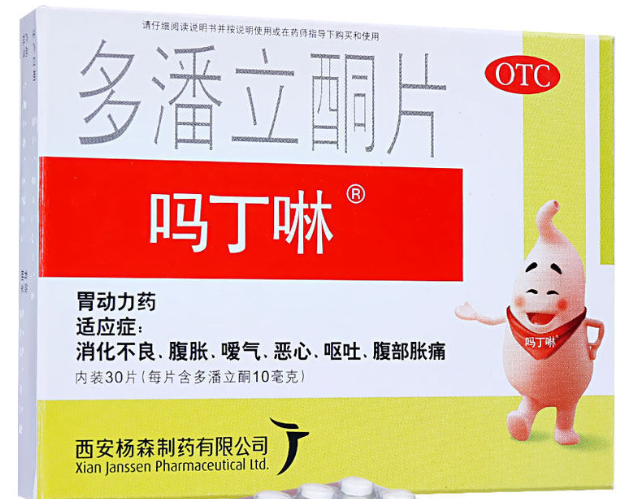 请仔细阅读说明书并按说明使用或在药师指导下购买和使用
多潘立酮片
OTC
吗丁啉®
胃动力药
适应症：
消化不良、腹胀、嗳气、恶心、呕吐、腹部胀痛
内装30片(每片含多潘立酮10毫克)
吗丁啉
西安杨森制药有限公司
Xian Janssen Pharmaceutical Ltd.